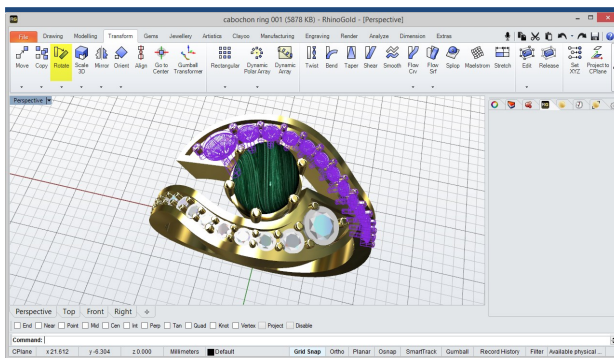 RG cabochon ring 001 (5878 KB) - RhinoGold - [Perspective]
File Drawing Modelling Transform Gems Jewellery Artistics Clayoo Manufacturing Engraving Render Analyze Dimension Extras
Move Copy Rotate Scale 3D Mirror Orient Align Go to Center Gumball Transformer Rectangular Dynamic Polar Array Dynamic Array Twist Bend Taper Shear Smooth Flow Crv Flow Srf Splop Maelstrom Stretch Edit Release Set XYZ Project to CPlane
Perspective
Perspective Top Front Right
End Near Point Mid Cen Int Perp Tan Quad Knot Vertex Project Disable
Command:
CPlane x 21.612 y -6.304 z 0.000 Millimeters Default Grid Snap Ortho Planar Osnap SmartTrack Gumball Record History Filter Available physical...